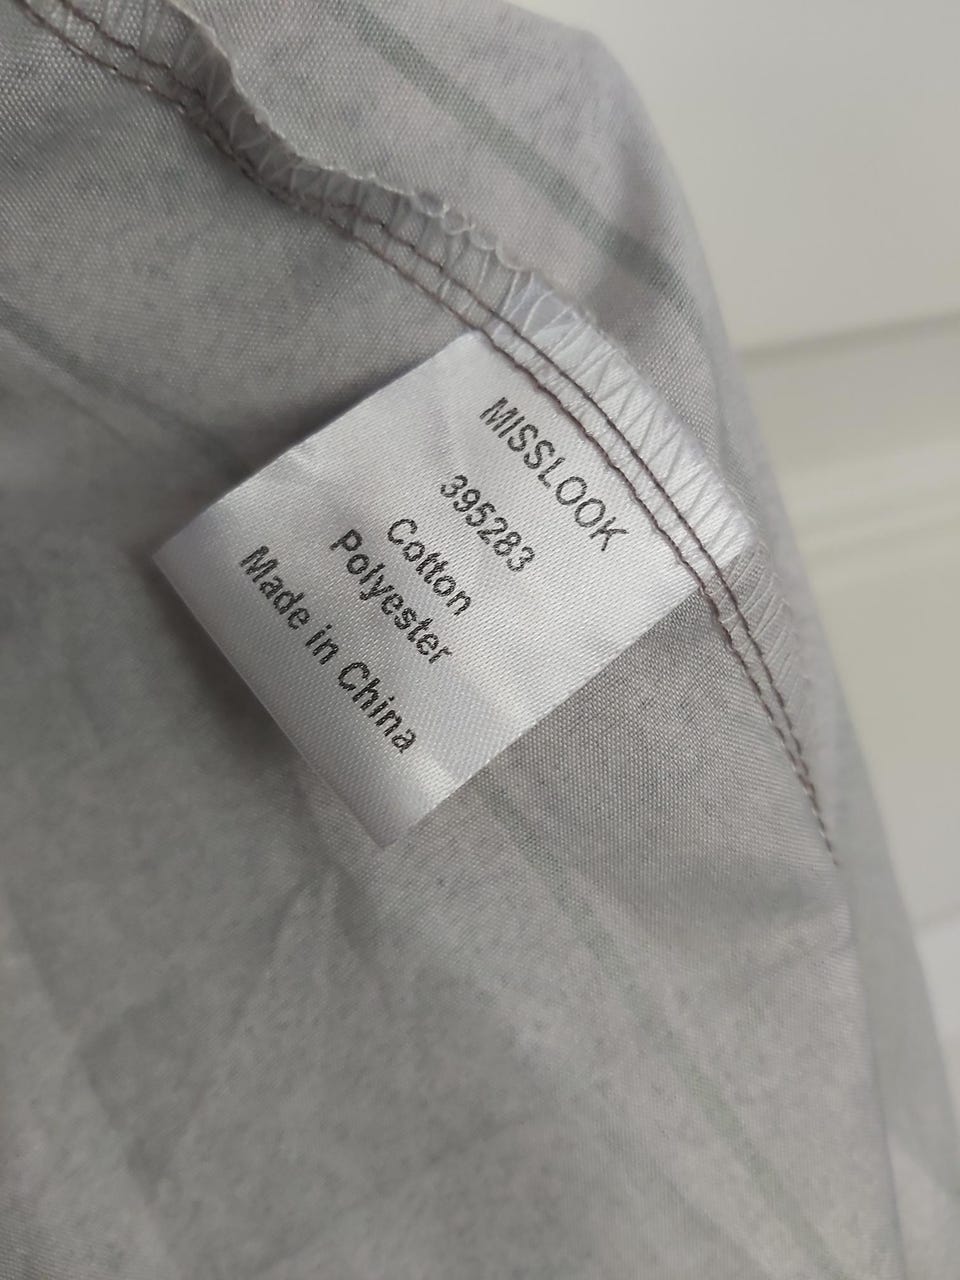 MISSLOOK
395283
Cotton
Polyester
Made in China